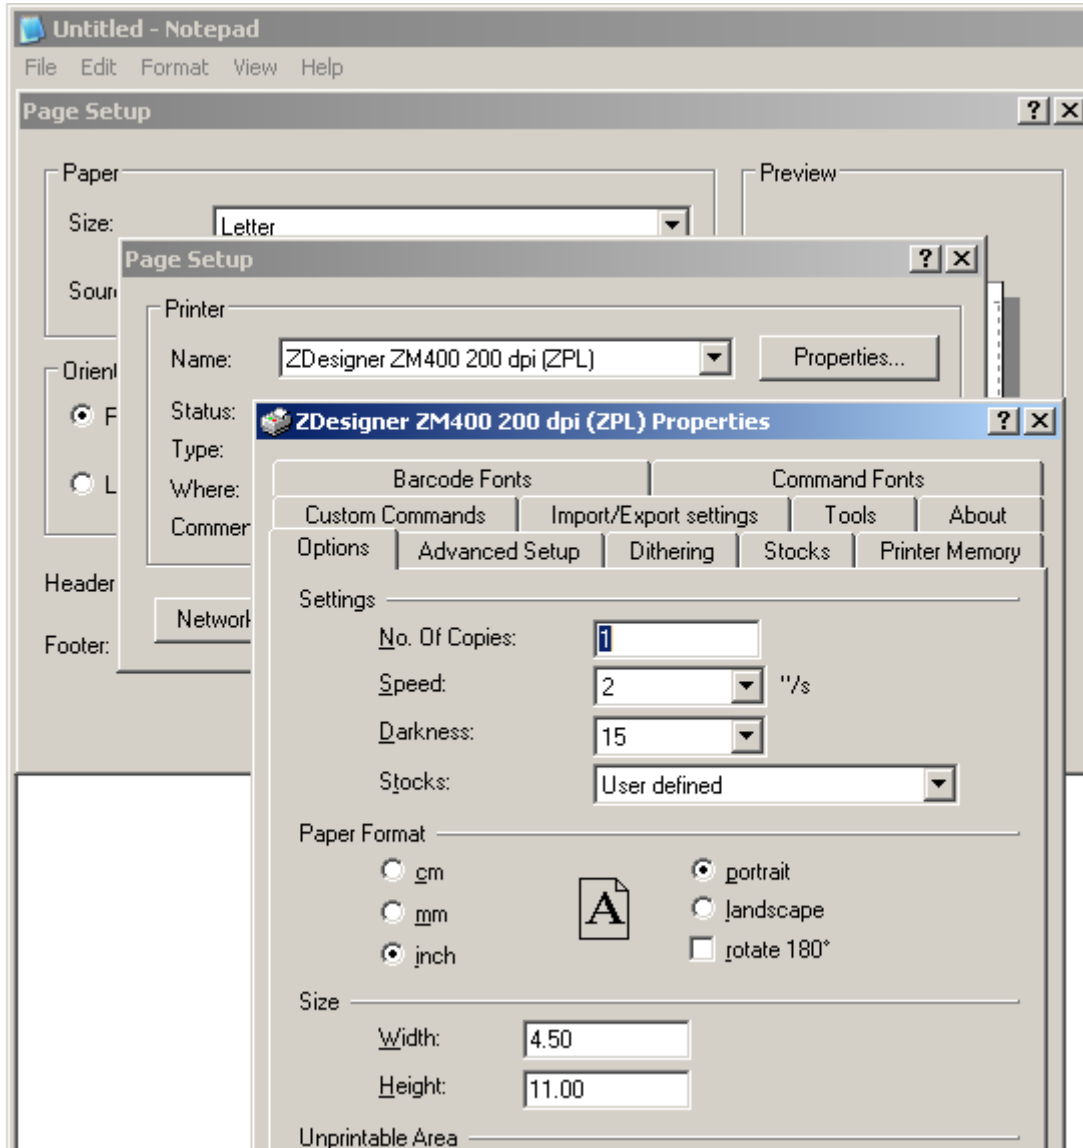 Untitled - Notepad
File Edit Format View Help
Page Setup
Paper
Preview
Size:
Letter
Page Setup
Printer
Name:
ZDesigner ZM400 200 dpi (ZPL)
Properties...
Status:
ZDesigner ZM400 200 dpi (ZPL) Properties
Type:
Where:
Barcode Fonts
Command Fonts
Custom Commands
Import/Export settings
Tools
About
Options
Advanced Setup
Dithering
Stocks
Printer Memory
Header
Footer:
Settings
No. Of Copies:
1
Speed:
2
"/s
Darkness:
15
Stocks:
User defined
Paper Format
cm
mm
inch
A
portrait
landscape
rotate 180°
Size
Width:
4.50
Height:
11.00
Unprintable Area